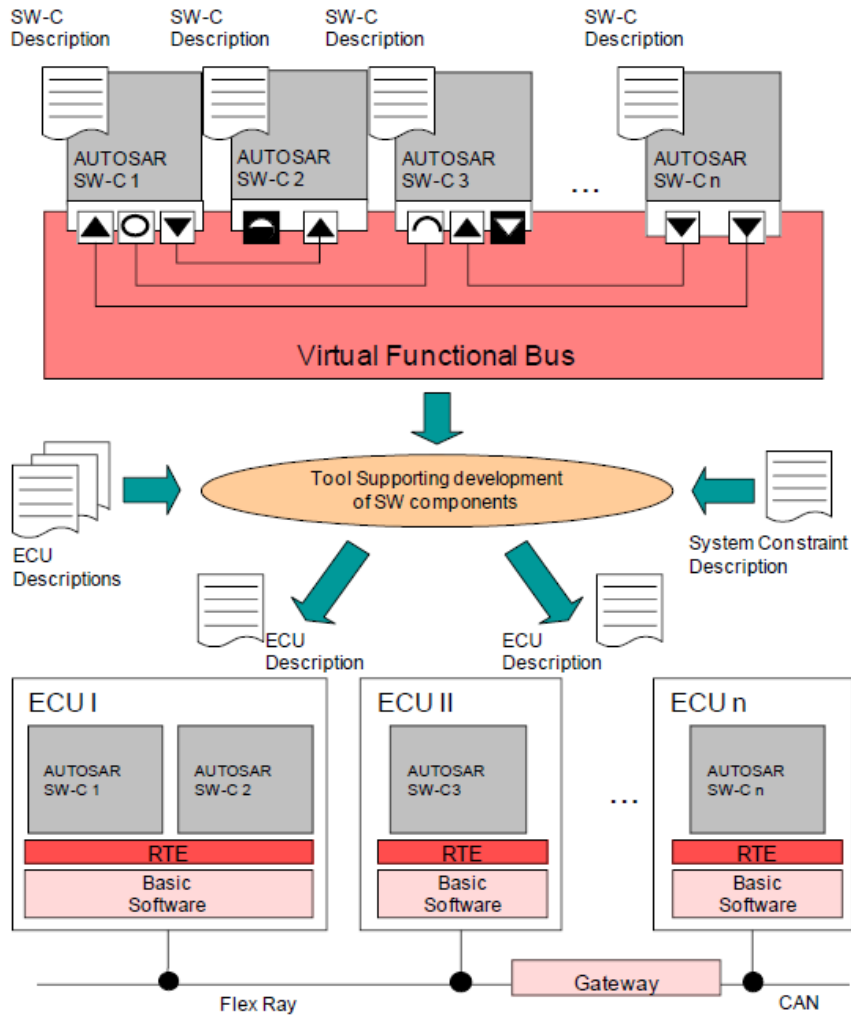 SW-C
Description
SW-C
Description
SW-C
Description
SW-C
Description
AUTOSAR
SW-C 1
AUTOSAR
SW-C 2
AUTOSAR
SW-C 3
...
AUTOSAR
SW-C n
Virtual Functional Bus
Tool Supporting development
of SW components
ECU
Descriptions
System Constraint
Description
ECU
Description
ECU
Description
ECU I
AUTOSAR
SW-C 1
AUTOSAR
SW-C 2
RTE
Basic
Software
ECU II
AUTOSAR
SW-C3
RTE
Basic
Software
...
ECU n
AUTOSAR
SW-C n
RTE
Basic
Software
Flex Ray
Gateway
CAN